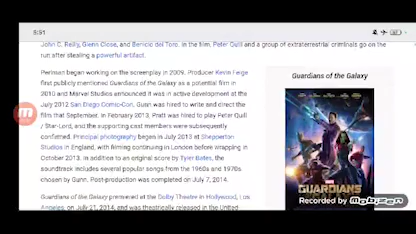 5:51
John C. Reilly, Glenn Close, and Benicio del Toro. In the film, Peter Quill and a group of extraterrestrial criminals go on the
run after stealing a powerful artifact.
Perlman began working on the screenplay in 2009. Producer Kevin Feige
first publicly mentioned Guardians of the Galaxy as a potential film in
2010 and Marvel Studios announced it was in active development at the
July 2012 San Diego Comic-Con. Gunn was hired to write and direct the
film that September. In February 2013, Pratt was hired to play Peter Quill
/ Star-Lord, and the supporting cast members were subsequently
confirmed. Principal photography began in July 2013 at Shepperton
Studios in England, with filming continuing in London before wrapping in
October 2013. In addition to an original score by Tyler Bates, the
soundtrack includes several popular songs from the 1960s and 1970s
chosen by Gunn. Post-production was completed on July 7, 2014.
Guardians of the Galaxy premiered at the Dolby Theatre in Hollywood, Los
Angeles, on July 21, 2014, and was theatrically released in the United
Guardians of the Galaxy
GUARDIANS
Recorded by Mobizen